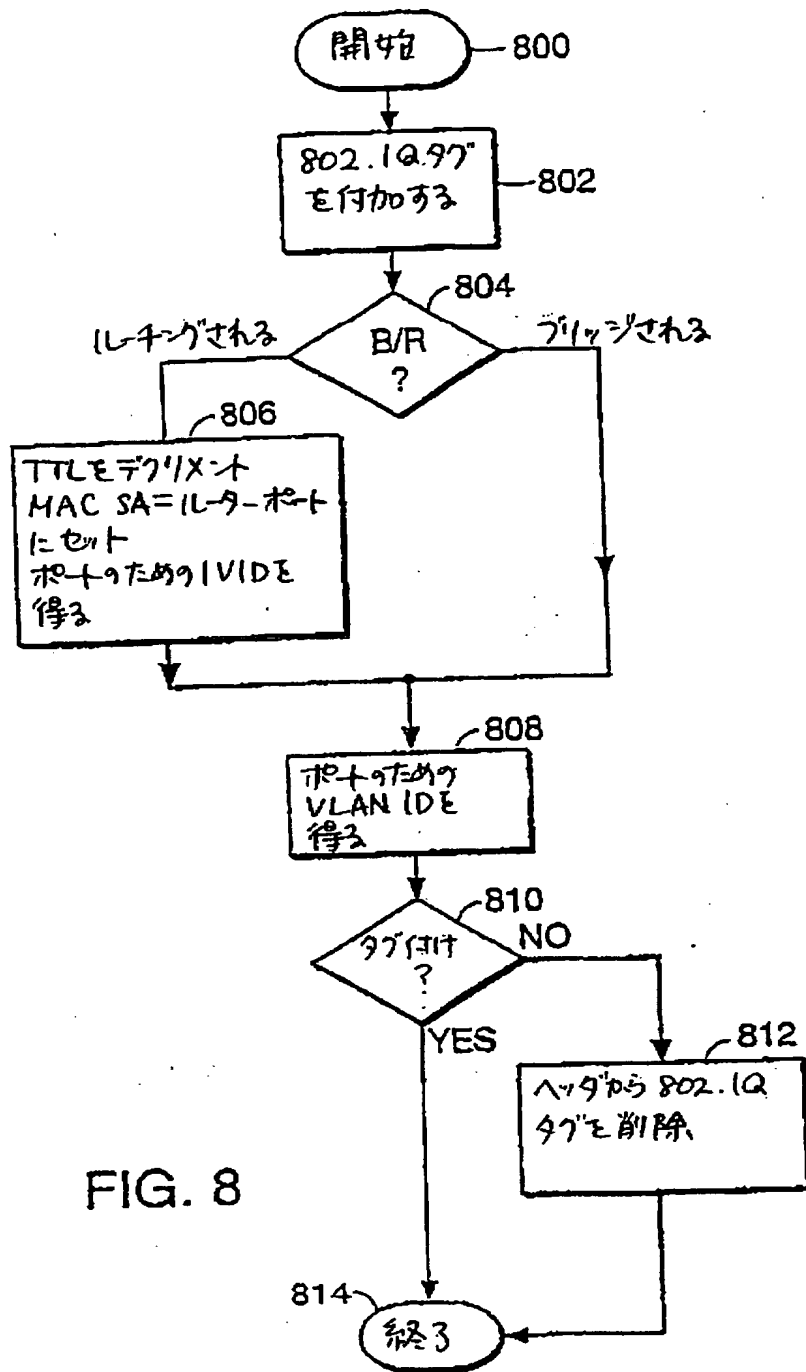 開始
800
802.1Qタグ
を付加する
802
804
ルーチングされる
B/R
?
ブリッジされる
806
TTLをデクリメント
MAC SA=ルーターポート
にセット
ポートのためのIVIDを
得る
808
ポートのための
VLAN IDを
得る
810
タグ付け
?
NO
YES
812
ヘッダから802.1Q
タグを削除、
FIG. 8
814
終了